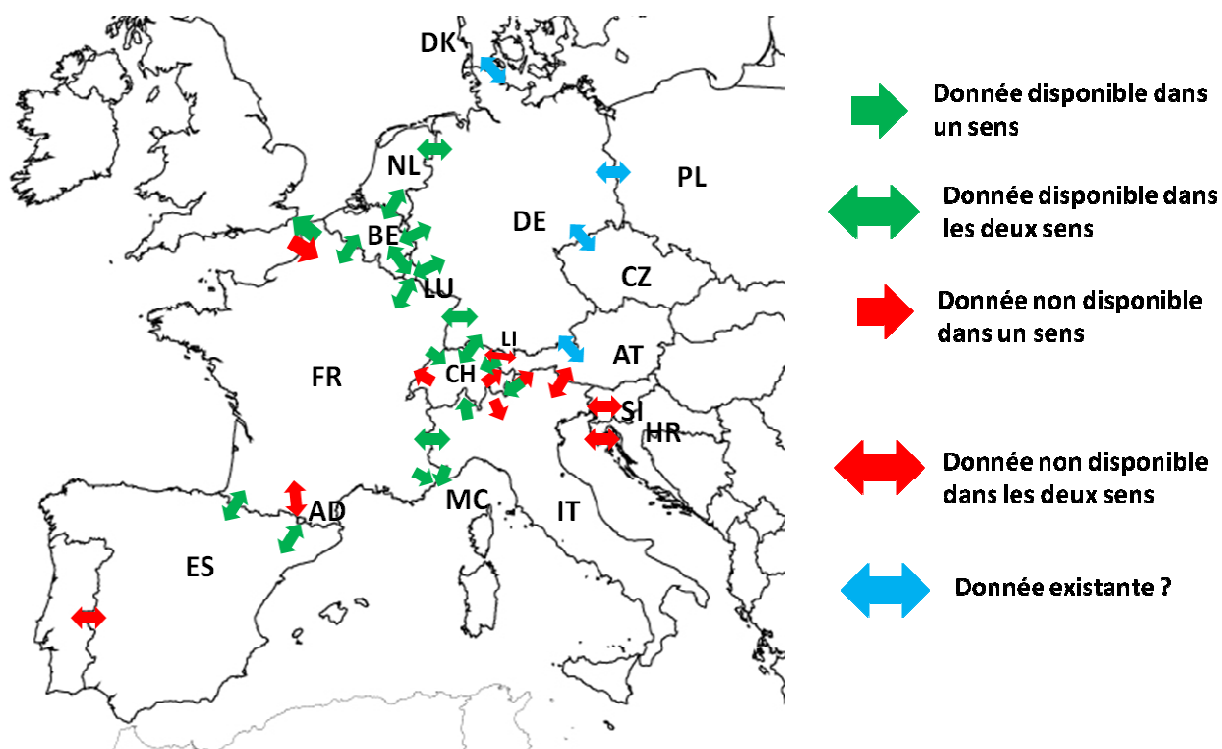 DK
NL
PL
DE
BE
CZ
LU
LI
AT
FR
CH
SI
HR
MC
AD
IT
ES
Donnée disponible dans
un sens
Donnée disponible dans
les deux sens
Donnée non disponible
dans un sens
Donnée non disponible
dans les deux sens
Donnée existante ?